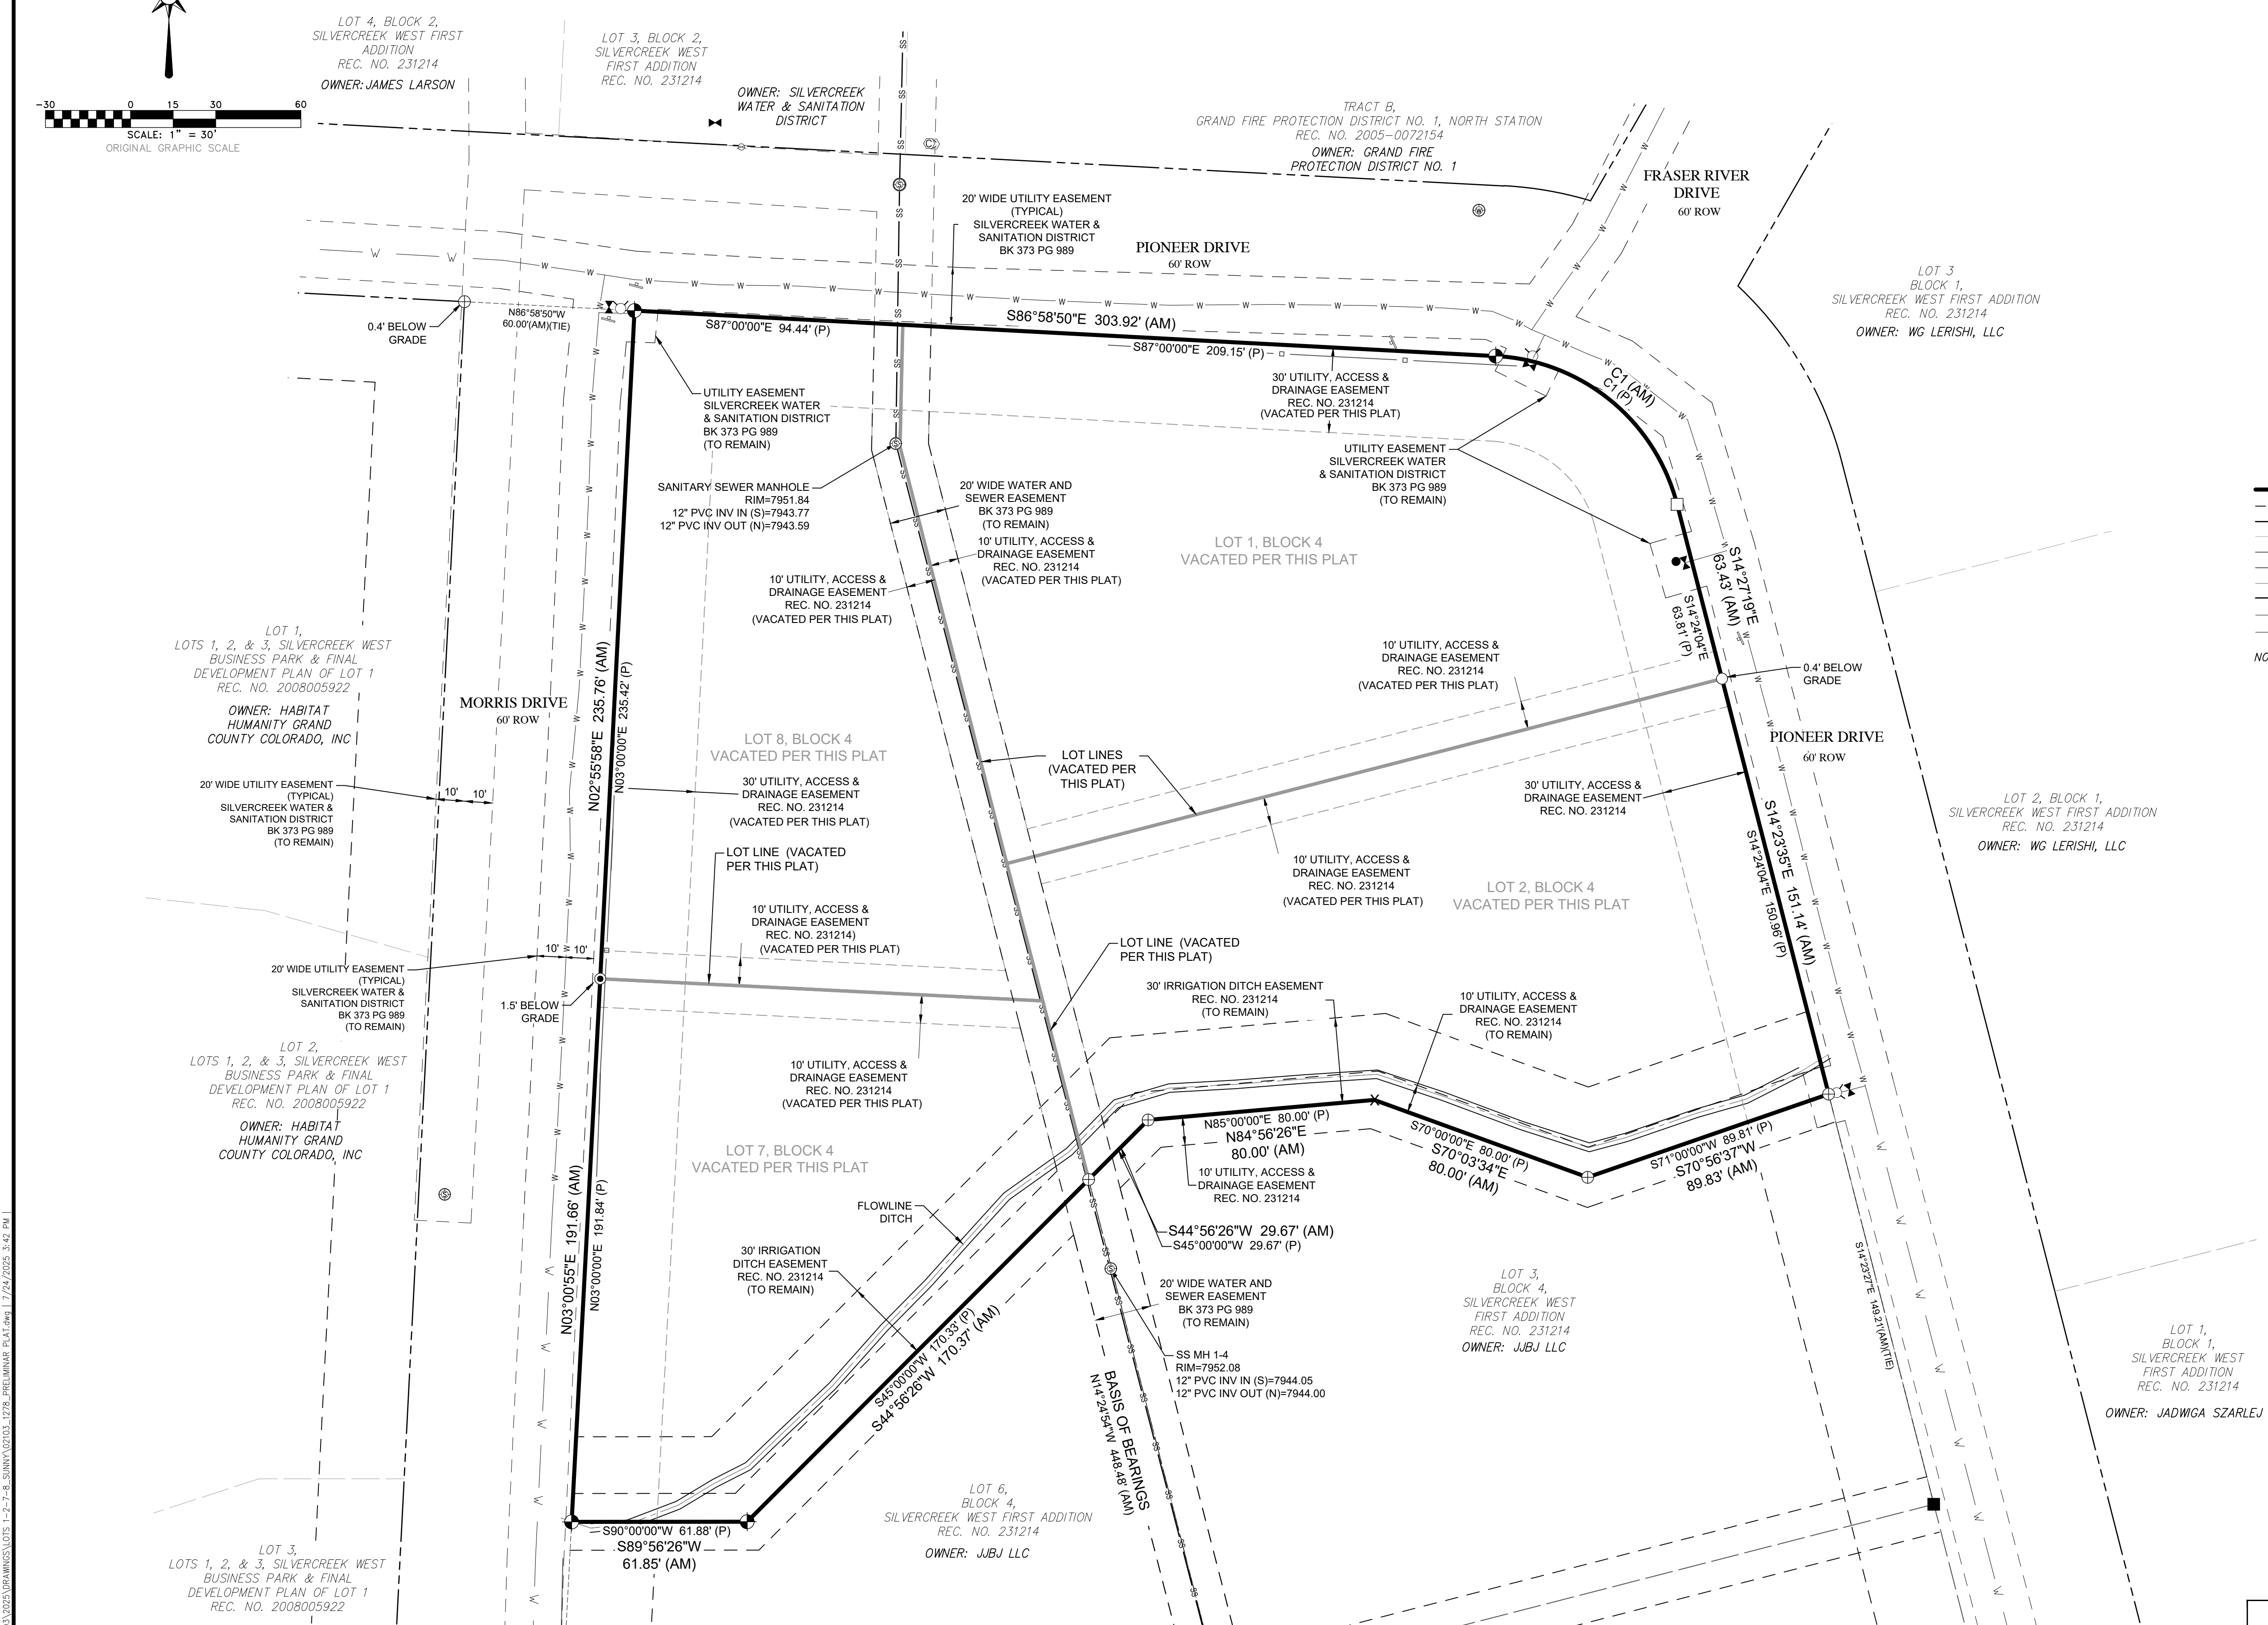 LOT 4, BLOCK 2,
SILVERCREEK WEST FIRST
ADDITION
REC. NO. 231214
OWNER: JAMES LARSON
LOT 3, BLOCK 2,
SILVERCREEK WEST
FIRST ADDITION
REC. NO. 231214
OWNER: SILVERCREEK
WATER & SANITATION
DISTRICT
-30 0 15 30 60
SCALE: 1" = 30'
ORIGINAL GRAPHIC SCALE
TRACT B,
GRAND FIRE PROTECTION DISTRICT NO. 1, NORTH STATION
REC. NO. 2005-0072154
OWNER: GRAND FIRE
PROTECTION DISTRICT NO. 1
FRASER RIVER
DRIVE
60' ROW
20' WIDE UTILITY EASEMENT
(TYPICAL)
SILVERCREEK WATER &
SANITATION DISTRICT
BK 373 PG 989
PIONEER DRIVE
60' ROW
LOT 3
BLOCK 1,
SILVERCREEK WEST FIRST ADDITION
REC. NO. 231214
OWNER: WG LERISHI, LLC
0.4' BELOW
GRADE
N86°58'50"W
60.00'(AM)(TIE)
S87°00'00"E 94.44' (P)
S86°58'50"E 303.92' (AM)
S87°00'00"E 209.15' (P)
30' UTILITY, ACCESS &
DRAINAGE EASEMENT
REC. NO. 231214
(VACATED PER THIS PLAT)
C1 (AM)
C1 (P)
UTILITY EASEMENT
SILVERCREEK WATER
& SANITATION DISTRICT
BK 373 PG 989
(TO REMAIN)
UTILITY EASEMENT
SILVERCREEK WATER
& SANITATION DISTRICT
BK 373 PG 989
(TO REMAIN)
SANITARY SEWER MANHOLE
RIM=7951.84
12" PVC INV IN (S)=7943.77
12" PVC INV OUT (N)=7943.59
20' WIDE WATER AND
SEWER EASEMENT
BK 373 PG 989
(TO REMAIN)
10' UTILITY, ACCESS &
DRAINAGE EASEMENT
REC. NO. 231214
(VACATED PER THIS PLAT)
10' UTILITY, ACCESS &
DRAINAGE EASEMENT
REC. NO. 231214
(VACATED PER THIS PLAT)
LOT 1, BLOCK 4
VACATED PER THIS PLAT
S14°27'19"E
63.43' (AM)
S14°24'04"E
63.81' (P)
LOT 1,
LOTS 1, 2, & 3, SILVERCREEK WEST
BUSINESS PARK & FINAL
DEVELOPMENT PLAN OF LOT 1
REC. NO. 2008005922
OWNER: HABITAT
HUMANITY GRAND
COUNTY COLORADO, INC
MORRIS DRIVE
60' ROW
N02°55'58"E 235.76' (AM)
N03°00'00"E 235.42' (P)
10' UTILITY, ACCESS &
DRAINAGE EASEMENT
REC. NO. 231214
(VACATED PER THIS PLAT)
0.4' BELOW
GRADE
PIONEER DRIVE
60' ROW
LOT 8, BLOCK 4
VACATED PER THIS PLAT
LOT LINES
(VACATED PER
THIS PLAT)
20' WIDE UTILITY EASEMENT
(TYPICAL)
SILVERCREEK WATER &
SANITATION DISTRICT
BK 373 PG 989
(TO REMAIN)
10' 10'
30' UTILITY, ACCESS &
DRAINAGE EASEMENT
REC. NO. 231214
(VACATED PER THIS PLAT)
30' UTILITY, ACCESS &
DRAINAGE EASEMENT
REC. NO. 231214
S14°23'35"E 151.14' (AM)
S14°24'04"E 150.96' (P)
LOT 2, BLOCK 1,
SILVERCREEK WEST FIRST ADDITION
REC. NO. 231214
OWNER: WG LERISHI, LLC
LOT LINE (VACATED
PER THIS PLAT)
10' UTILITY, ACCESS &
DRAINAGE EASEMENT
REC. NO. 231214
(VACATED PER THIS PLAT)
LOT 2, BLOCK 4
VACATED PER THIS PLAT
10' UTILITY, ACCESS &
DRAINAGE EASEMENT
REC. NO. 231214)
(VACATED PER THIS PLAT)
LOT LINE (VACATED
PER THIS PLAT)
10' 10'
20' WIDE UTILITY EASEMENT
(TYPICAL)
SILVERCREEK WATER &
SANITATION DISTRICT
BK 373 PG 989
(TO REMAIN)
1.5' BELOW
GRADE
30' IRRIGATION DITCH EASEMENT
REC. NO. 231214
(TO REMAIN)
10' UTILITY, ACCESS &
DRAINAGE EASEMENT
REC. NO. 231214
(TO REMAIN)
LOT 2,
LOTS 1, 2, & 3, SILVERCREEK WEST
BUSINESS PARK & FINAL
DEVELOPMENT PLAN OF LOT 1
REC. NO. 2008005922
OWNER: HABITAT
HUMANITY GRAND
COUNTY COLORADO, INC
10' UTILITY, ACCESS &
DRAINAGE EASEMENT
REC. NO. 231214
(VACATED PER THIS PLAT)
N85°00'00"E 80.00' (P)
N84°56'26"E
80.00' (AM)
S70°00'00"E 80.00' (P)
S70°03'34"E
80.00' (AM)
S71°00'00"W 89.81' (P)
S70°56'37"W
89.83' (AM)
LOT 7, BLOCK 4
VACATED PER THIS PLAT
10' UTILITY, ACCESS &
DRAINAGE EASEMENT
REC. NO. 231214
N03°00'55"E 191.66' (AM)
N03°00'00"E 191.84' (P)
FLOWLINE
DITCH
S44°56'26"W 29.67' (AM)
S45°00'00"W 29.67' (P)
30' IRRIGATION
DITCH EASEMENT
REC. NO. 231214
(TO REMAIN)
20' WIDE WATER AND
SEWER EASEMENT
BK 373 PG 989
(TO REMAIN)
LOT 3,
BLOCK 4,
SILVERCREEK WEST
FIRST ADDITION
REC. NO. 231214
OWNER: JJBJ LLC
S14°23'27"E 149.21'(AM)(TIE)
S45°00'00"W 170.33' (P)
S44°56'26"W 170.37' (AM)
SS MH 1-4
RIM=7952.08
12" PVC INV IN (S)=7944.05
12" PVC INV OUT (N)=7944.00
BASIS OF BEARINGS
N14°24'54"W 448.48' (AM)
LOT 1,
BLOCK 1,
SILVERCREEK WEST
FIRST ADDITION
REC. NO. 231214
OWNER: JADWIGA SZARLEJ
LOT 6,
BLOCK 4,
SILVERCREEK WEST FIRST ADDITION
REC. NO. 231214
OWNER: JJBJ LLC
S90°00'00"W 61.88' (P)
S89°56'26"W
61.85' (AM)
LOT 3,
LOTS 1, 2, & 3, SILVERCREEK WEST
BUSINESS PARK & FINAL
DEVELOPMENT PLAN OF LOT 1
REC. NO. 2008005922
3\2025\DRAWINGS\LOTS 1-2-7-8_SUNNY\02103_1278_PRELIMINAR PLAT.dwg | 7/24/2025 3:42 PM |